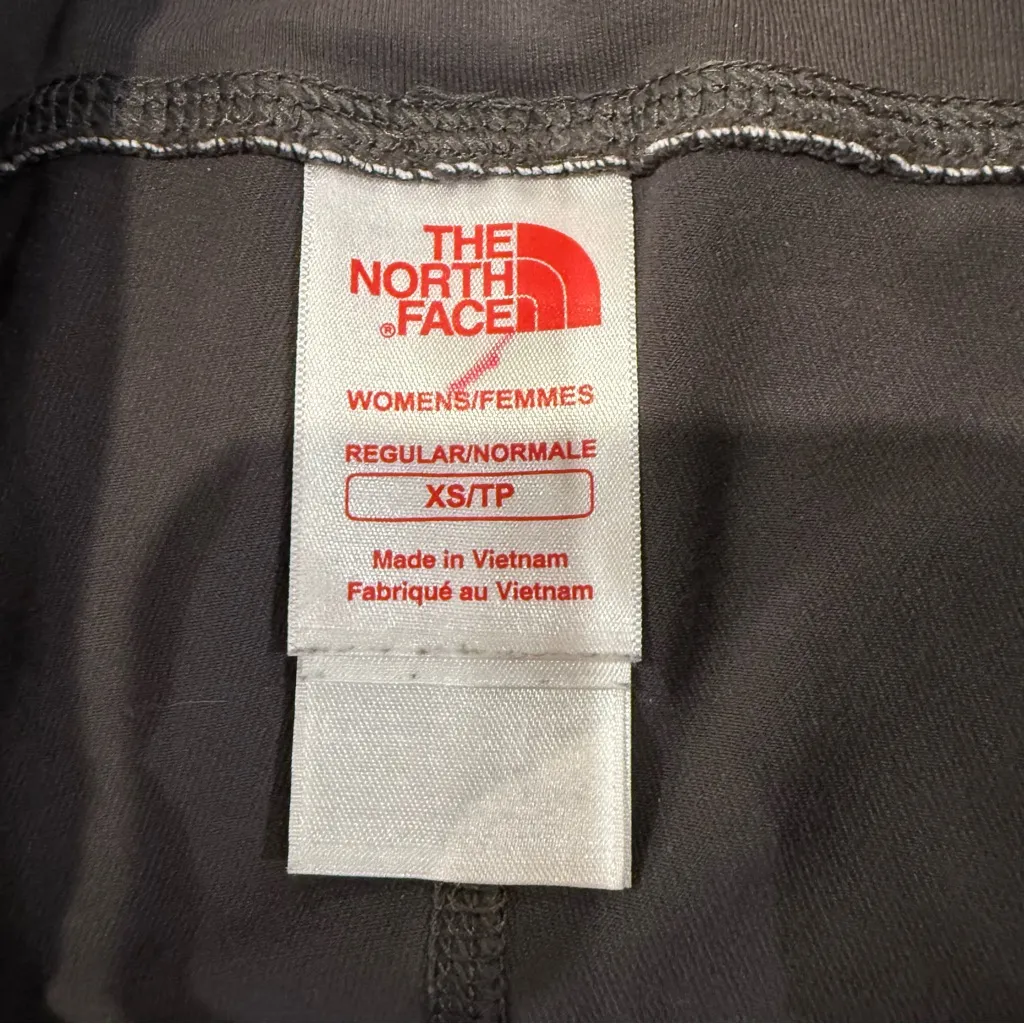 THE
NORTH
®FACE
WOMENS/FEMMES
REGULAR/NORMALE
XS/TP
Made in Vietnam
Fabriqué au Vietnam